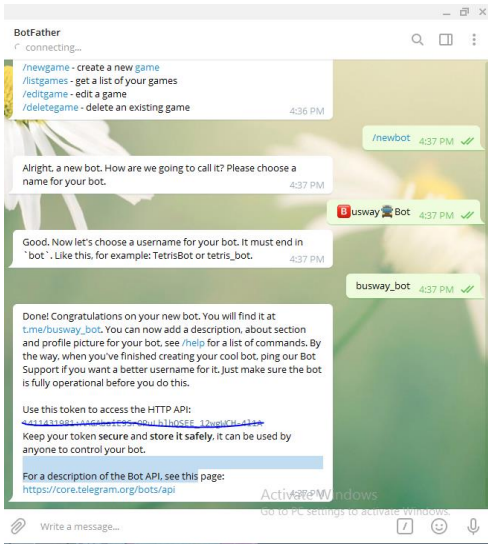 BotFather
connecting...
/newgame - create a new game
/listgames - get a list of your games
/editgame - edit a game
/deletegame - delete an existing game
4:36 PM
/newbot 4:37 PM
Alright, a new bot. How are we going to call it? Please choose a
name for your bot.
4:37 PM
🅱usway🚖Bot 4:37 PM
Good. Now let's choose a username for your bot. It must end in
`bot`. Like this, for example: TetrisBot or tetris_bot.
4:37 PM
busway_bot 4:37 PM
Done! Congratulations on your new bot. You will find it at
t.me/busway_bot. You can now add a description, about section
and profile picture for your bot, see /help for a list of commands. By
the way, when you've finished creating your cool bot, ping our Bot
Support if you want a better username for it. Just make sure the bot
is fully operational before you do this.
Use this token to access the HTTP API:
Keep your token secure and store it safely, it can be used by
anyone to control your bot.
For a description of the Bot API, see this page:
https://core.telegram.org/bots/api
4:37 PM
Activate Windows
Go to PC settings to activate Windows.
Write a message...